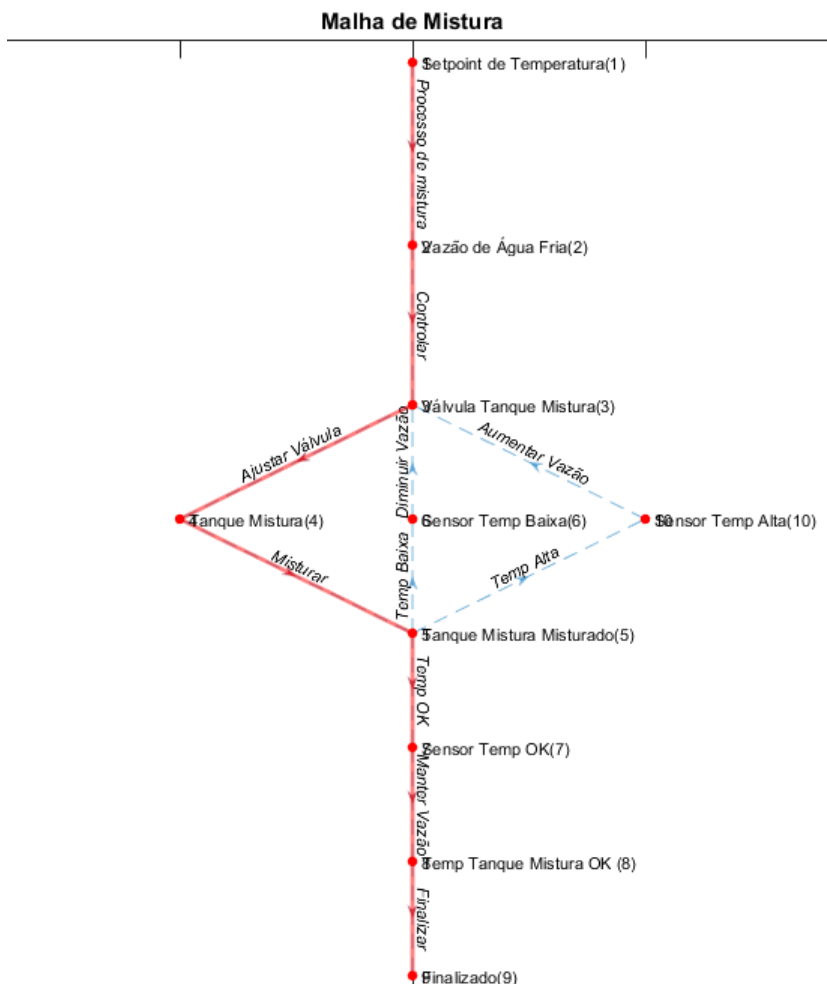 Malha de Mistura
Setpoint de Temperatura(1)
Processo de mistura
Vazão de Água Fria(2)
Controlar
Válvula Tanque Mistura(3)
Ajustar Válvula
Diminuir Vazão
Aumentar Vazão
Tanque Mistura(4)
Sensor Temp Baixa(6)
Sensor Temp Alta(10)
Misturar
Temp Baixa
Temp Alta
Tanque Mistura Misturado(5)
Temp OK
Sensor Temp OK(7)
Manter Vazão
Temp Tanque Mistura OK (8)
Finalizar
Finalizado(9)